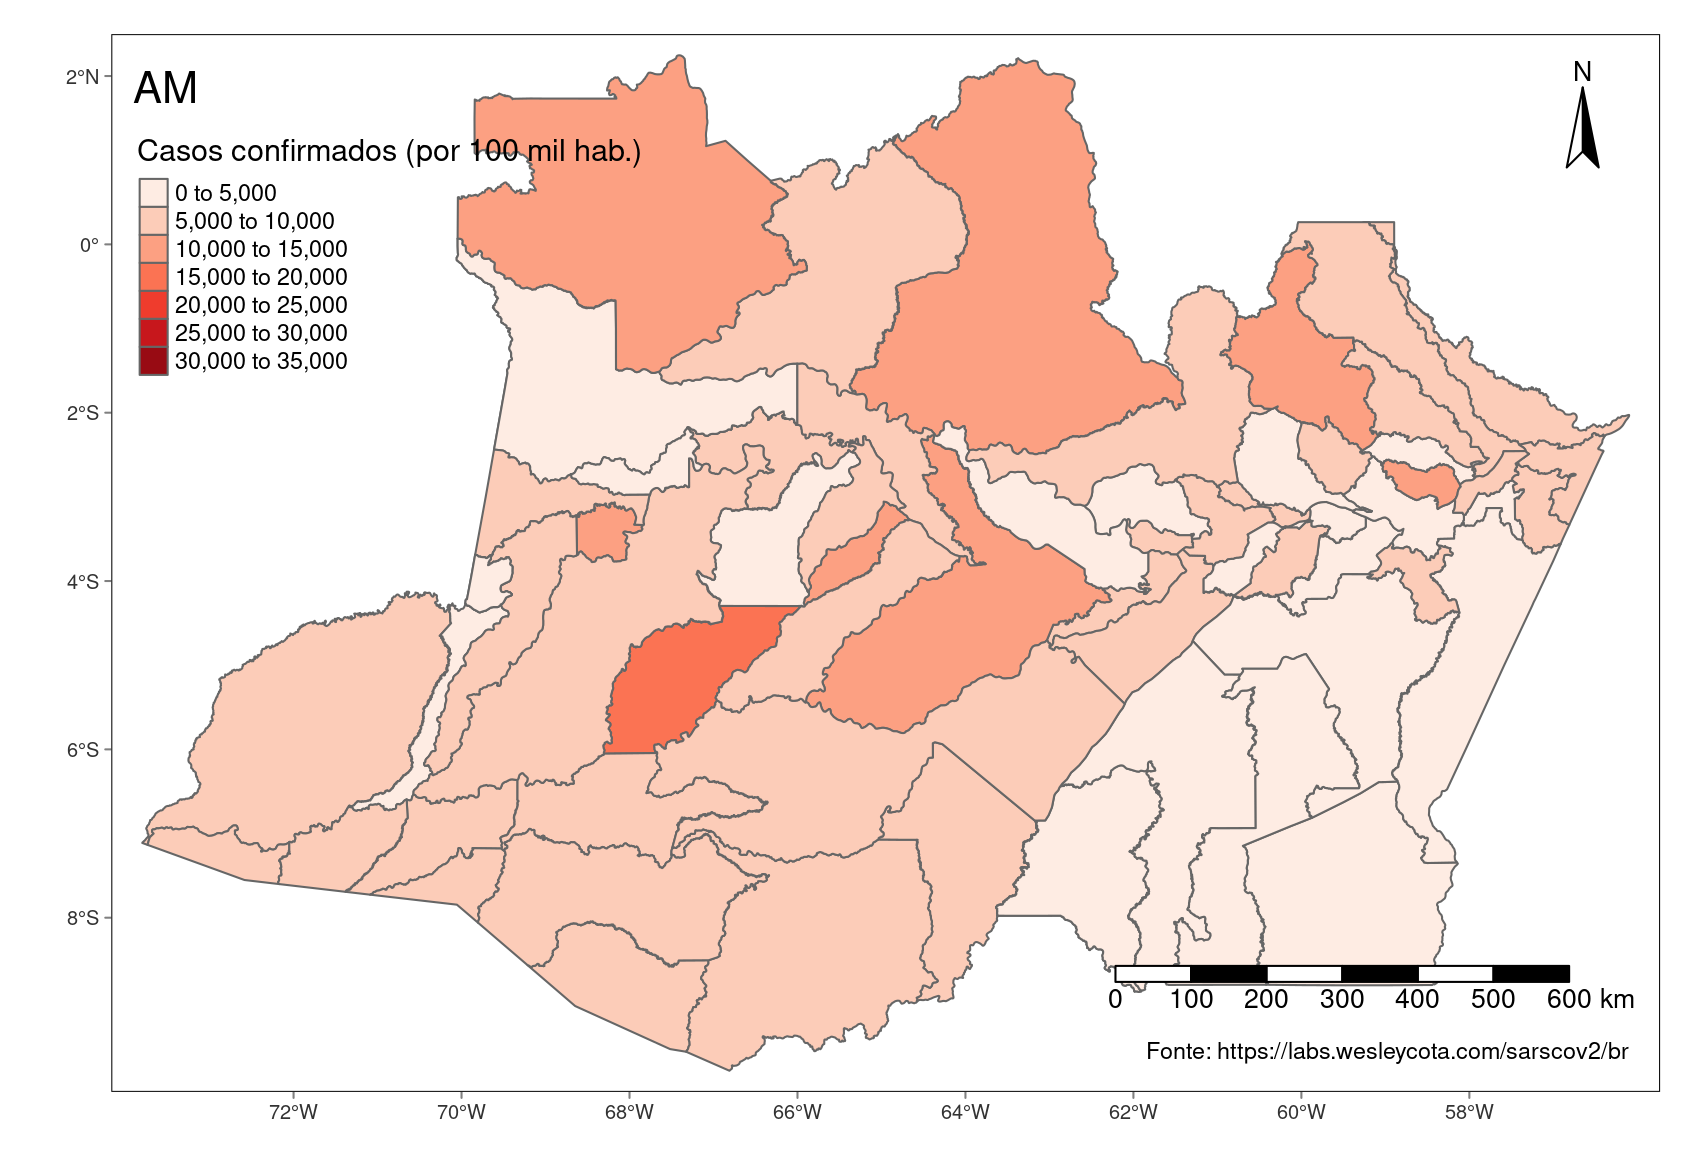 AM
N
Casos confirmados (por 100 mil hab.)
0 to 5,000
5,000 to 10,000
10,000 to 15,000
15,000 to 20,000
20,000 to 25,000
25,000 to 30,000
30,000 to 35,000
2°N
0°
2°S
4°S
6°S
8°S
0 100 200 300 400 500 600 km
Fonte: https://labs.wesleycota.com/sarscov2/br
72°W 70°W 68°W 66°W 64°W 62°W 60°W 58°W